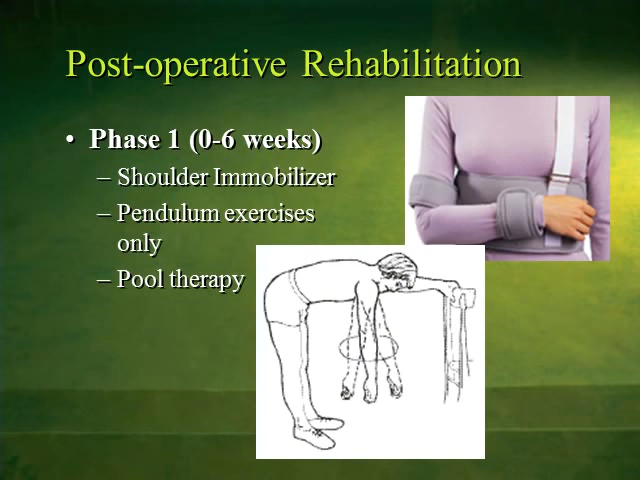 Post-operative Rehabilitation
• Phase 1 (0-6 weeks)
– Shoulder Immobilizer
– Pendulum exercises
only
– Pool therapy